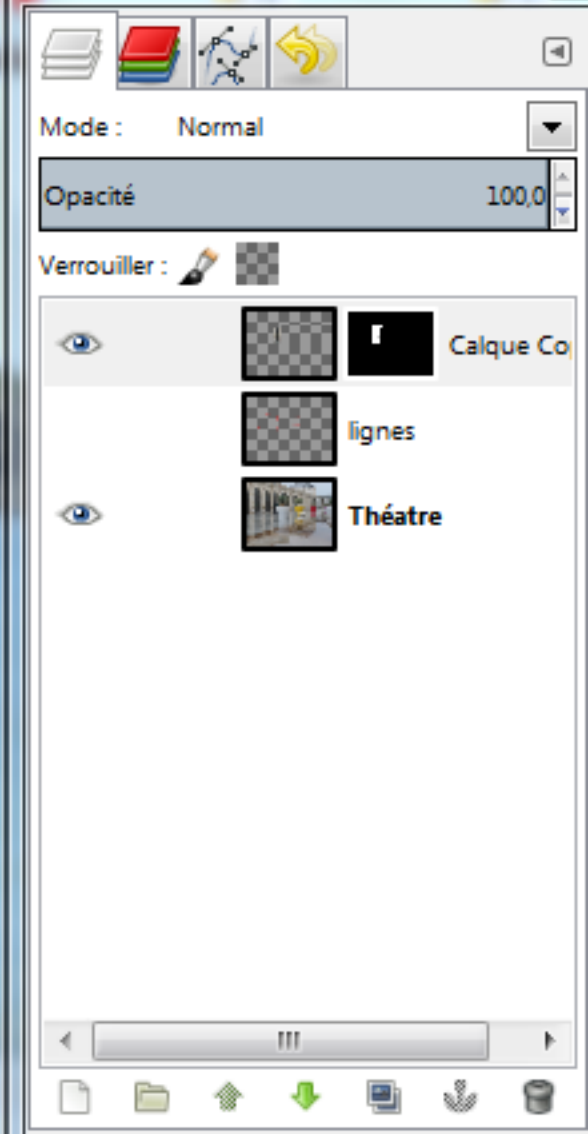 Mode : Normal
Opacité 100,0
Verrouiller :
Calque Co
lignes
Théatre